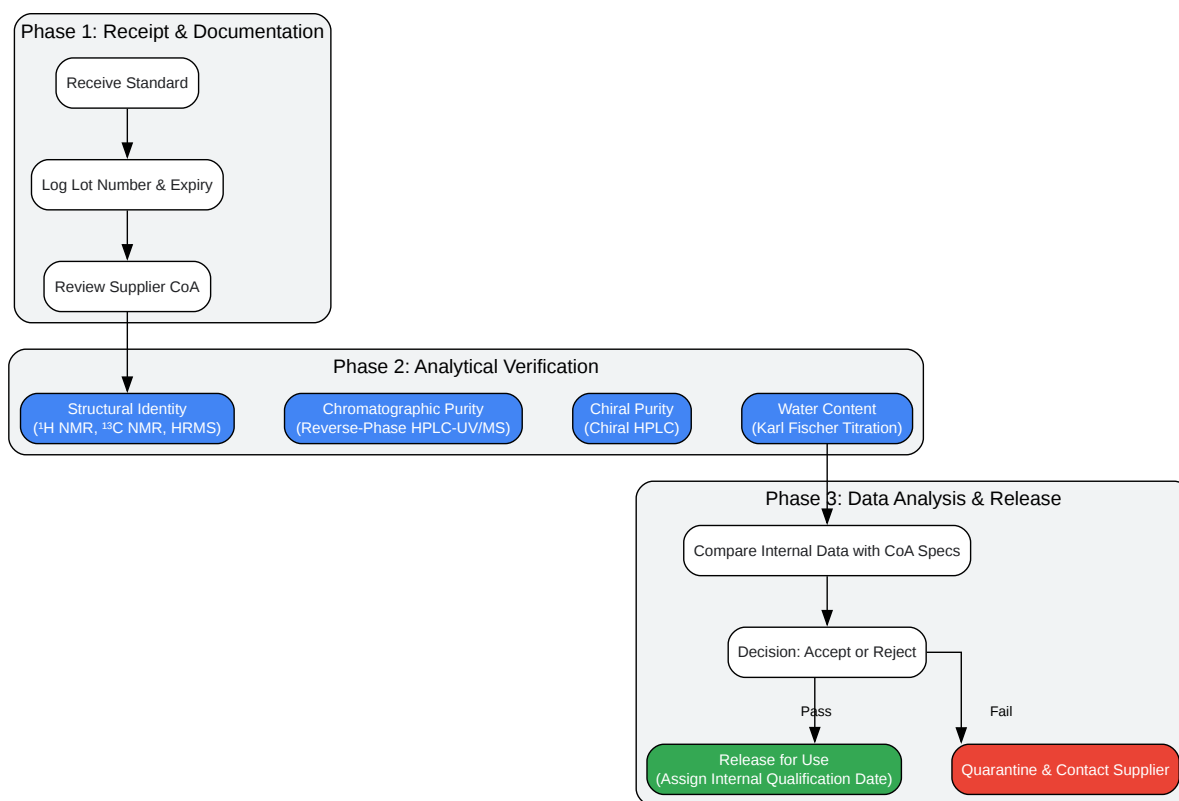 Phase 1: Receipt & Documentation
Receive Standard
Log Lot Number & Expiry
Review Supplier CoA
Phase 2: Analytical Verification
Structural Identity
(¹H NMR, ¹³C NMR, HRMS)
Chromatographic Purity
(Reverse-Phase HPLC-UV/MS)
Chiral Purity
(Chiral HPLC)
Water Content
(Karl Fischer Titration)
Phase 3: Data Analysis & Release
Compare Internal Data with CoA Specs
Decision: Accept or Reject
Pass
Fail
Release for Use
(Assign Internal Qualification Date)
Quarantine & Contact Supplier